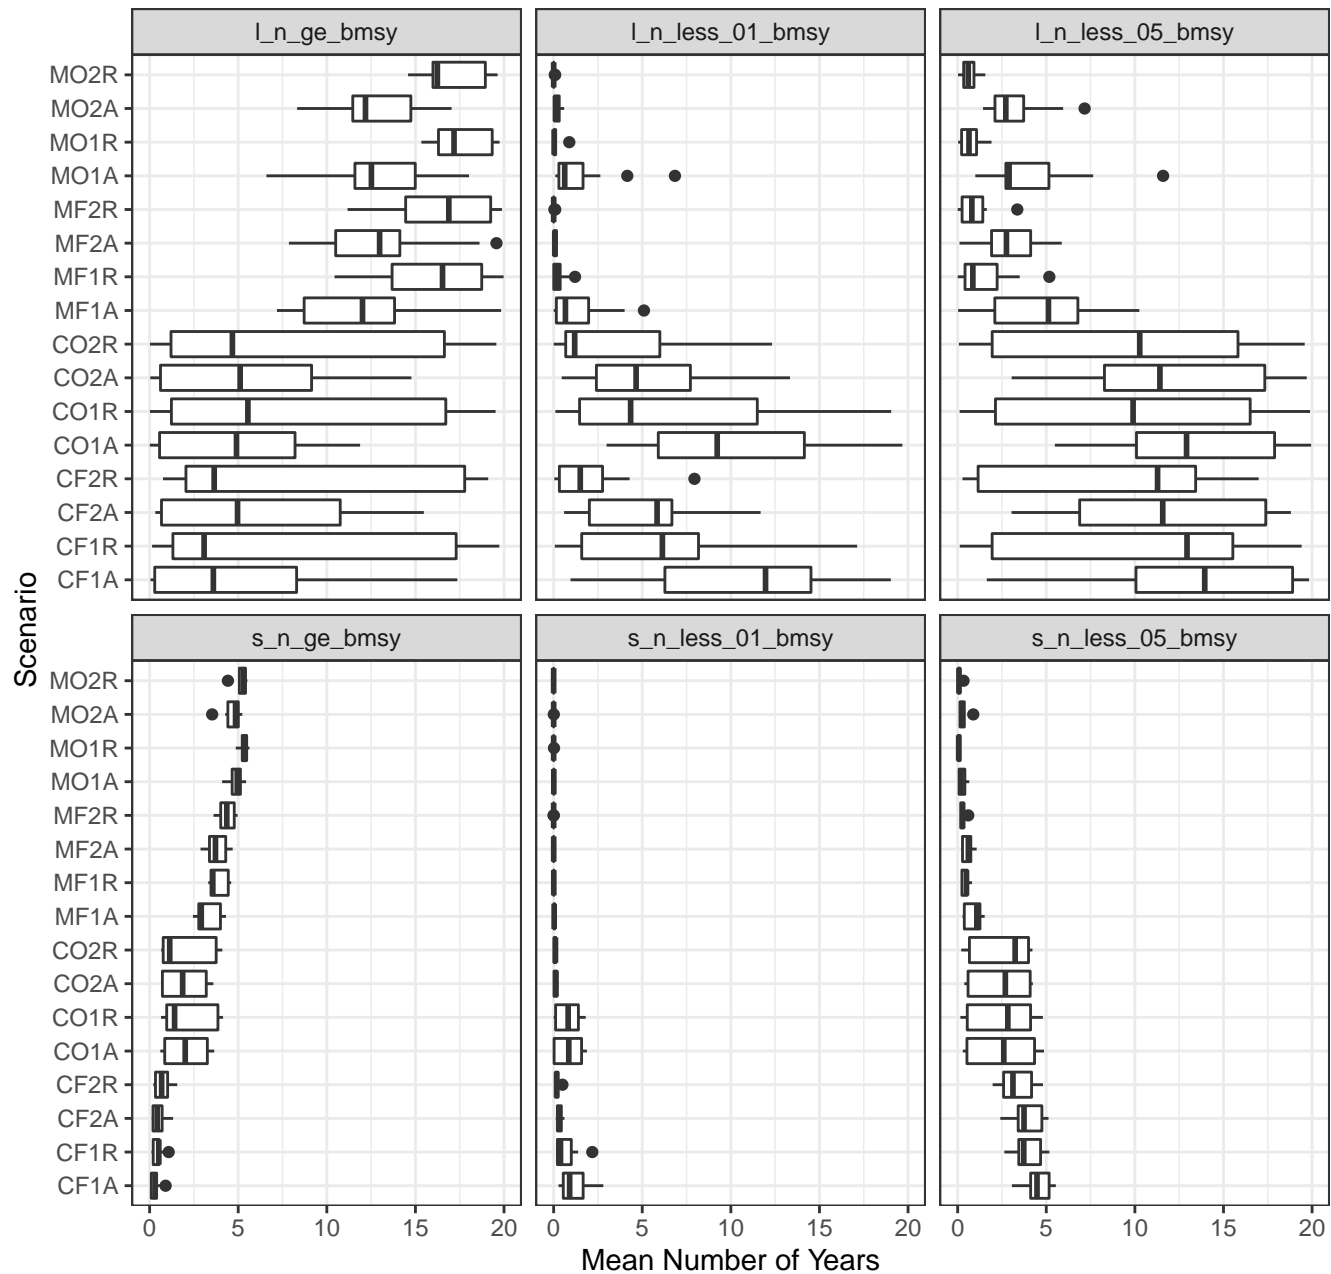 l_n_ge_bmsy l_n_less_01_bmsy l_n_less_05_bmsy
MO2R
MO2A
MO1R
MO1A
MF2R
MF2A
MF1R
MF1A
CO2R
CO2A
CO1R
CO1A
CF2R
CF2A
CF1R
CF1A
Scenario
s_n_ge_bmsy s_n_less_01_bmsy s_n_less_05_bmsy
MO2R
MO2A
MO1R
MO1A
MF2R
MF2A
MF1R
MF1A
CO2R
CO2A
CO1R
CO1A
CF2R
CF2A
CF1R
CF1A
0 5 10 15 20 0 5 10 15 20 0 5 10 15 20
Mean Number of Years